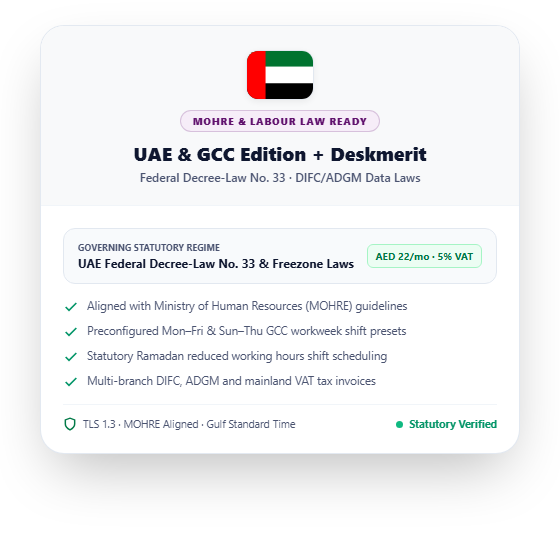 MOHRE & LABOUR LAW READY
UAE & GCC Edition + Deskmerit
Federal Decree-Law No. 33 · DIFC/ADGM Data Laws
GOVERNING STATUTORY REGIME
UAE Federal Decree-Law No. 33 & Freezone Laws
AED 22/mo · 5% VAT
Aligned with Ministry of Human Resources (MOHRE) guidelines
Preconfigured Mon–Fri & Sun–Thu GCC workweek shift presets
Statutory Ramadan reduced working hours shift scheduling
Multi-branch DIFC, ADGM and mainland VAT tax invoices
TLS 1.3 · MOHRE Aligned · Gulf Standard Time
Statutory Verified